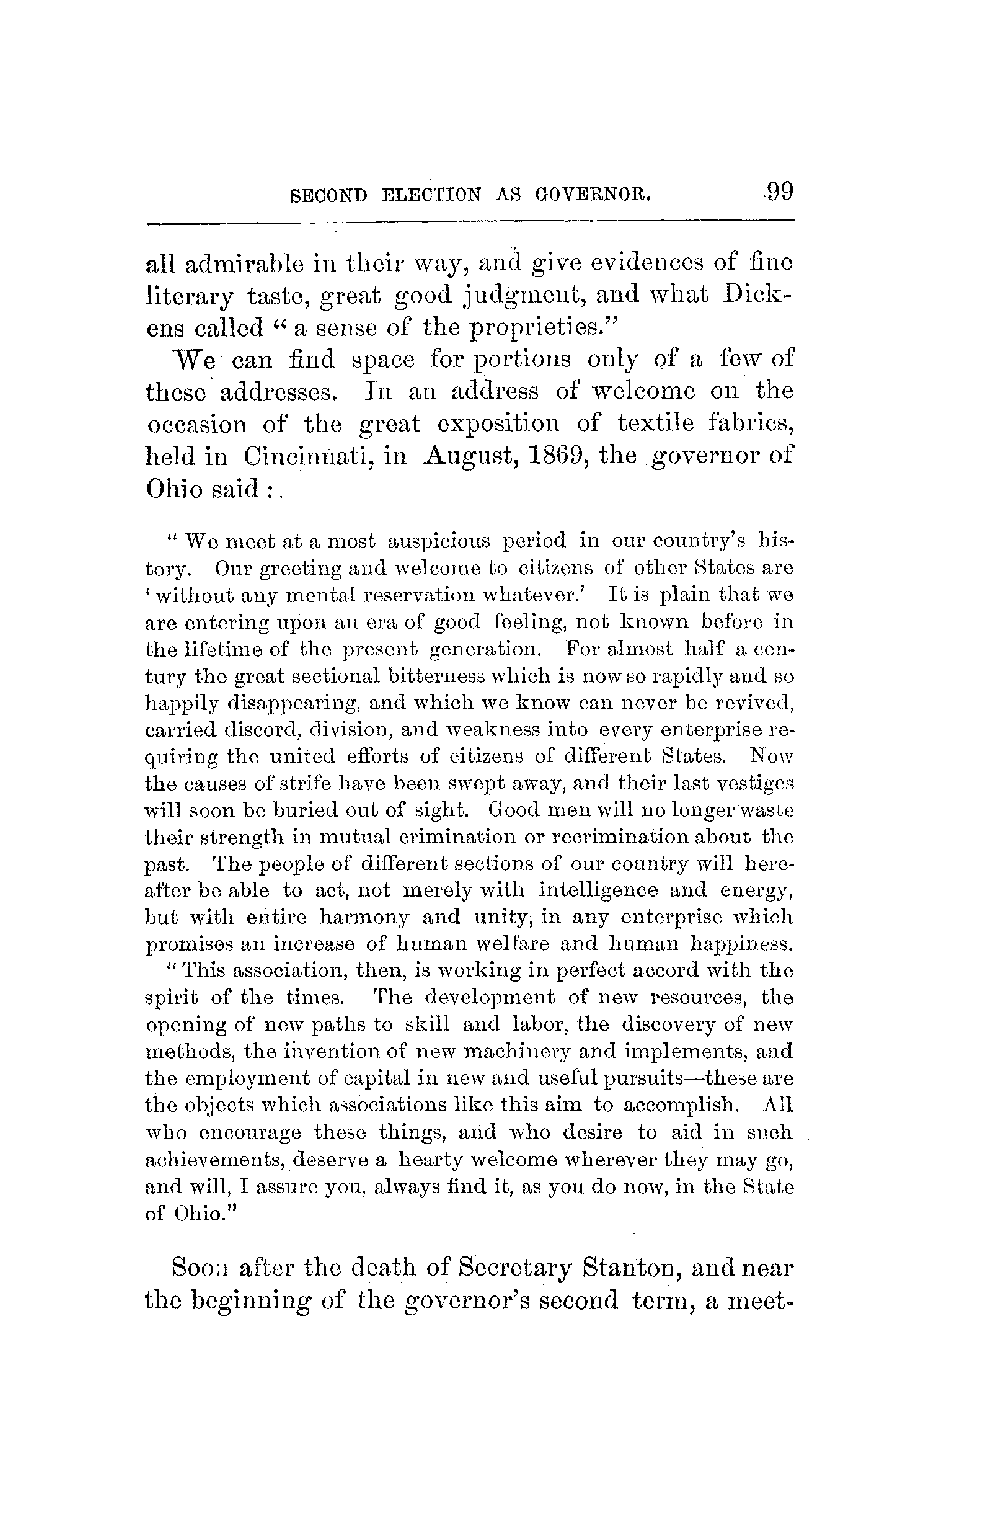 SECOND ELECTION AS GOVERNOR. 99
all admirable in their way, and give evidences of fine
literary taste, great good judgment, and what Dick-
ens called “ a sense of the proprieties.”
We can find space for portions only of a few of
these addresses. In an address of welcome on the
occasion of the great exposition of textile fabrics,
held in Cincinnati, in August, 1869, the governor of
Ohio said :
“ We meet at a most auspicious period in our country’s his-
tory. Our greeting and welcome to citizens of other States are
‘ without any mental reservation whatever.’ It is plain that we
are entering upon an era of good feeling, not known before in
the lifetime of the present generation. For almost half a cen-
tury the great sectional bitterness which is now so rapidly and so
happily disappearing, and which we know can never be revived,
carried discord, division, and weakness into every enterprise re-
quiring the united efforts of citizens of different States. Now
the causes of strife have been swept away, and their last vestiges
will soon be buried out of sight. Good men will no longer waste
their strength in mutual crimination or recrimination about the
past. The people of different sections of our country will here-
after be able to act, not merely with intelligence and energy,
but with entire harmony and unity, in any enterprise which
promises an increase of human welfare and human happiness.
“ This association, then, is working in perfect accord with the
spirit of the times. The development of new resources, the
opening of new paths to skill and labor, the discovery of new
methods, the invention of new machinery and implements, and
the employment of capital in new and useful pursuits—these are
the objects which associations like this aim to accomplish. All
who encourage these things, and who desire to aid in such
achievements, deserve a hearty welcome wherever they may go,
and will, I assure you, always find it, as you do now, in the State
of Ohio.”
Soon after the death of Secretary Stanton, and near
the beginning of the governor’s second term, a meet-